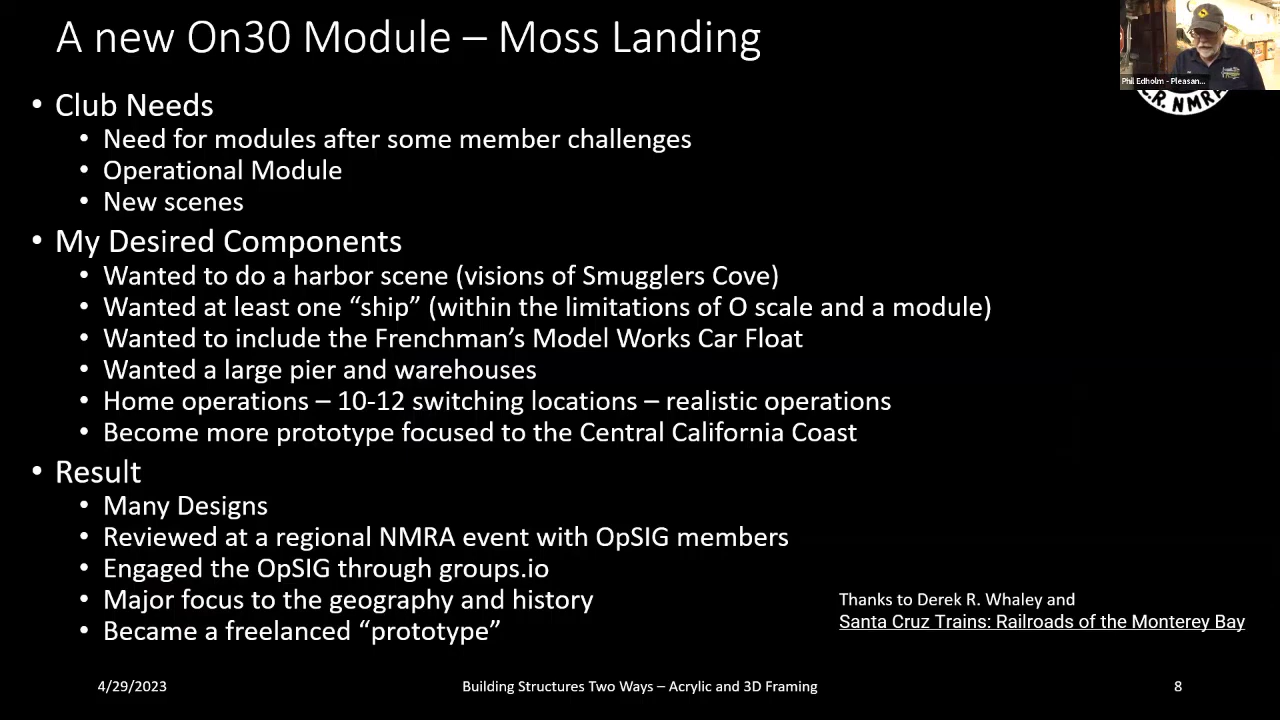 A new On30 Module – Moss Landing
Phil Edholm - Pleasan...
.R. NMRA
• Club Needs
• Need for modules after some member challenges
• Operational Module
• New scenes
• My Desired Components
• Wanted to do a harbor scene (visions of Smugglers Cove)
• Wanted at least one “ship” (within the limitations of O scale and a module)
• Wanted to include the Frenchman’s Model Works Car Float
• Wanted a large pier and warehouses
• Home operations – 10-12 switching locations – realistic operations
• Become more prototype focused to the Central California Coast
• Result
• Many Designs
• Reviewed at a regional NMRA event with OpSIG members
• Engaged the OpSIG through groups.io
• Major focus to the geography and history
• Became a freelanced “prototype”
Thanks to Derek R. Whaley and
Santa Cruz Trains: Railroads of the Monterey Bay
4/29/2023
Building Structures Two Ways – Acrylic and 3D Framing
8